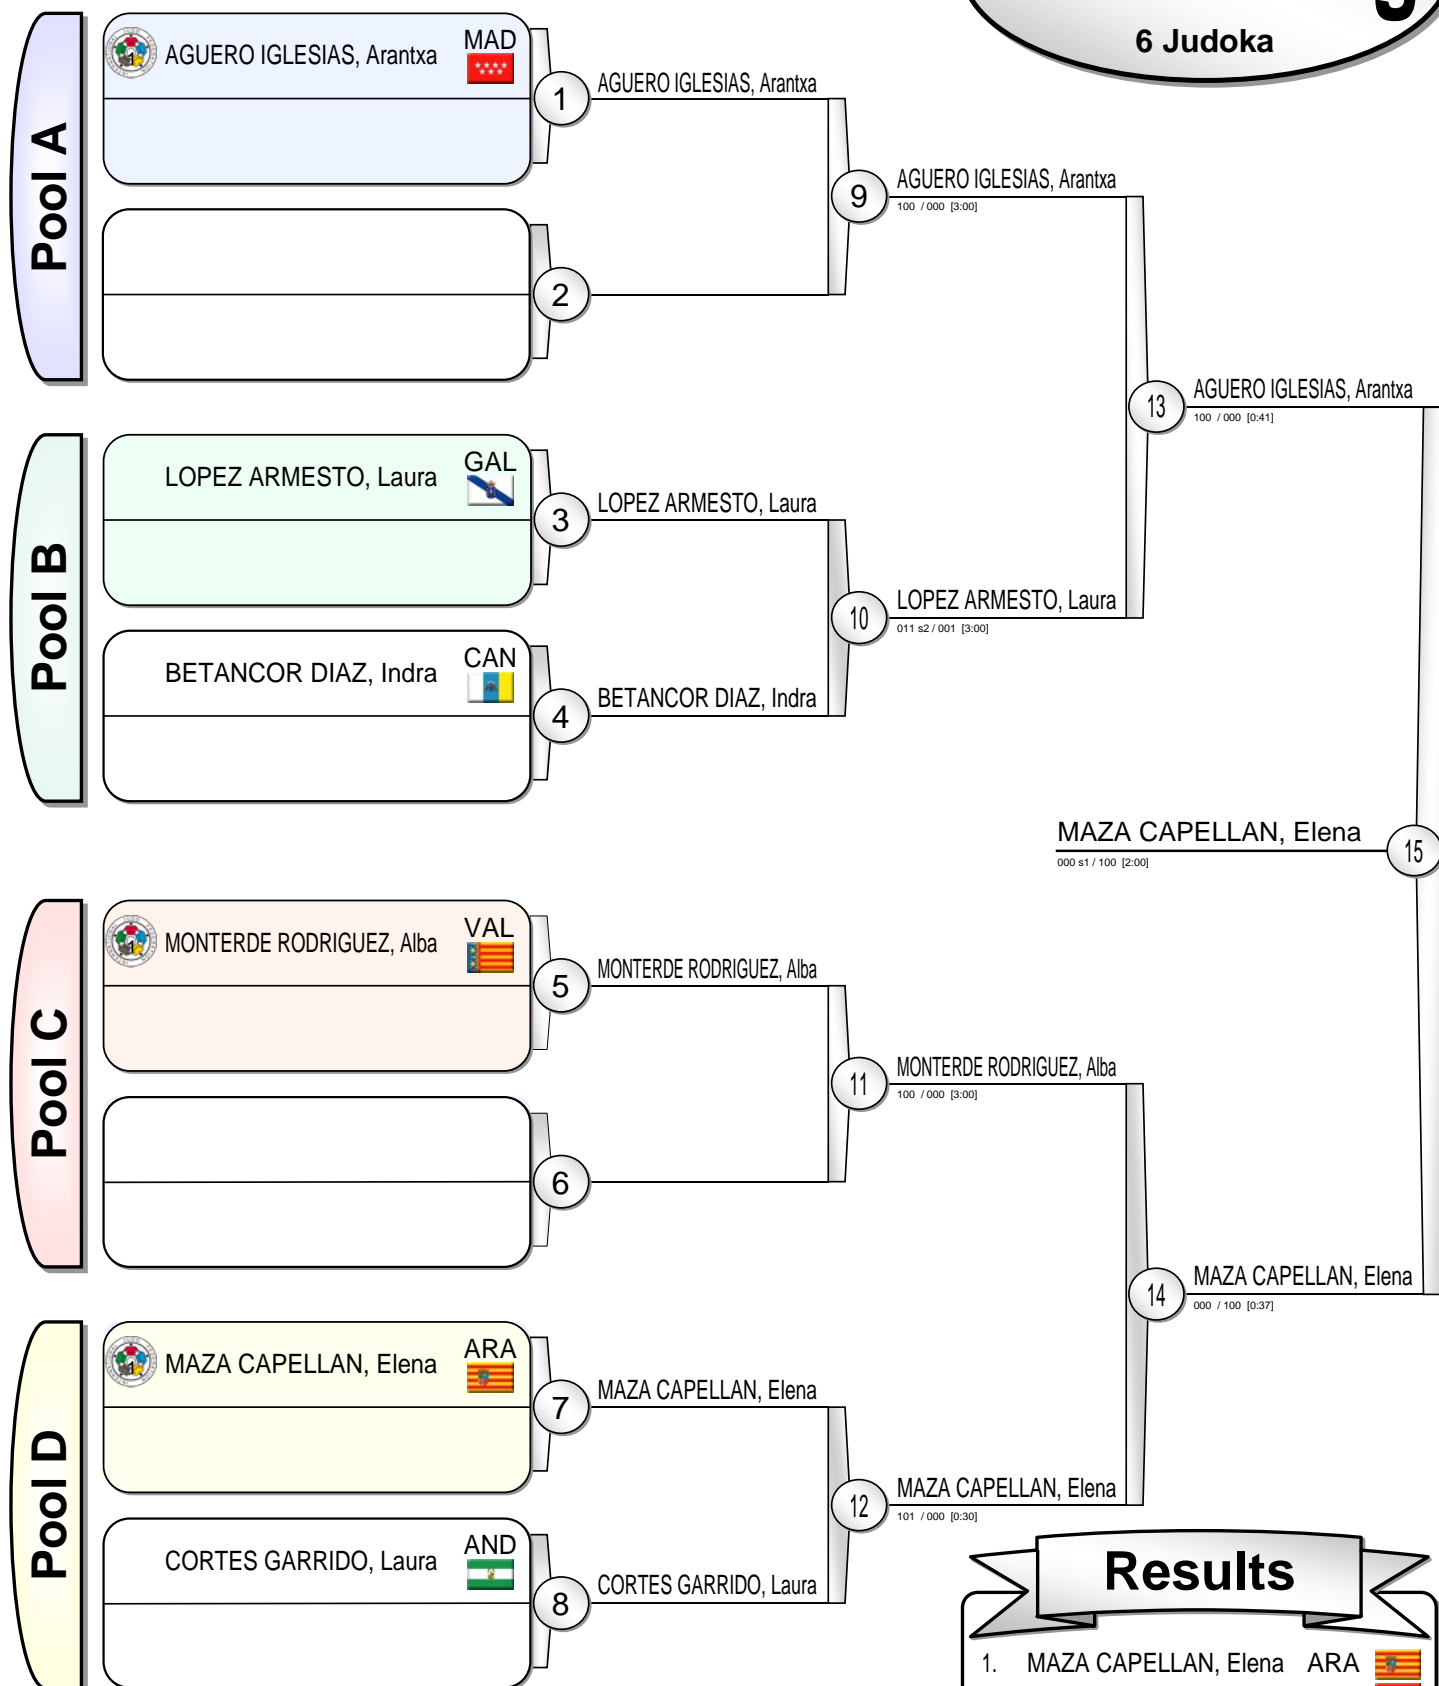 6 Judoka
Pool A
AGUERO IGLESIAS, Arantxa MAD
1
AGUERO IGLESIAS, Arantxa
2
9
AGUERO IGLESIAS, Arantxa
100 / 000 [3:00]
13
AGUERO IGLESIAS, Arantxa
100 / 000 [0:41]
Pool B
LOPEZ ARMESTO, Laura GAL
3
LOPEZ ARMESTO, Laura
BETANCOR DIAZ, Indra CAN
4
BETANCOR DIAZ, Indra
10
LOPEZ ARMESTO, Laura
011 s2 / 001 [3:00]
MAZA CAPELLAN, Elena
000 s1 / 100 [2:00]
15
Pool C
MONTERDE RODRIGUEZ, Alba VAL
5
MONTERDE RODRIGUEZ, Alba
6
11
MONTERDE RODRIGUEZ, Alba
100 / 000 [3:00]
14
MAZA CAPELLAN, Elena
000 / 100 [0:37]
Pool D
MAZA CAPELLAN, Elena ARA
7
MAZA CAPELLAN, Elena
CORTES GARRIDO, Laura AND
8
CORTES GARRIDO, Laura
12
MAZA CAPELLAN, Elena
101 / 000 [0:30]
Results
1. MAZA CAPELLAN, Elena ARA